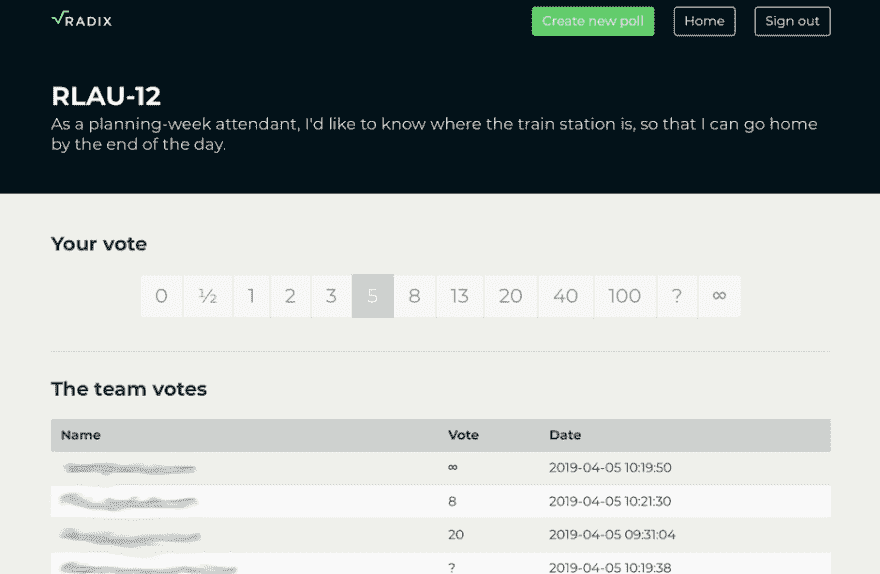 √RADIX
Create new poll
Home
Sign out
RLAU-12
As a planning-week attendant, I'd like to know where the train station is, so that I can go home
by the end of the day.
Your vote
0 ½ 1 2 3 5 8 13 20 40 100 ? ∞
The team votes
Name Vote Date
∞ 2019-04-05 10:19:50
8 2019-04-05 10:21:30
20 2019-04-05 09:31:04
? 2019-04-05 10:19:38